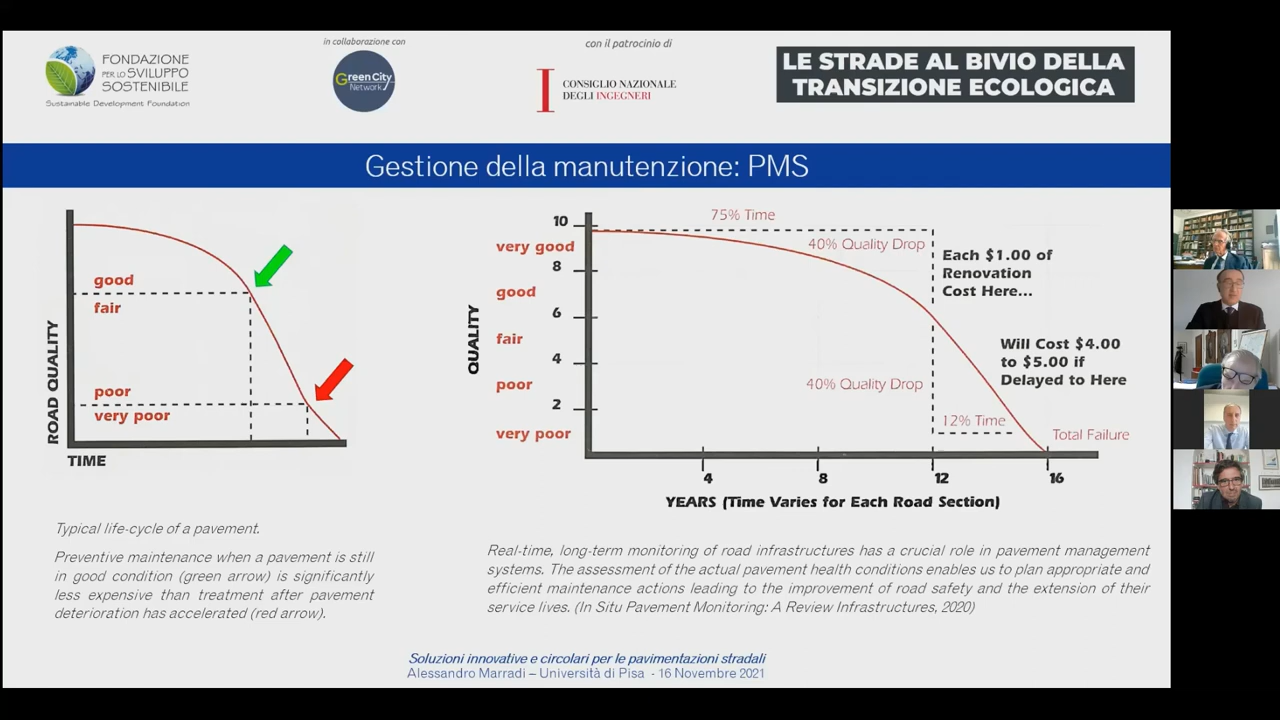 FONDAZIONE
PER LO SVILUPPO
SOSTENIBILE
Sustainable Development Foundation
in collaborazione con
GreenCity
Network
con il patrocinio di
CONSIGLIO NAZIONALE
DEGLI INGEGNERI
LE STRADE AL BIVIO DELLA
TRANSIZIONE ECOLOGICA
Gestione della manutenzione: PMS
ROAD QUALITY
good
fair
poor
very poor
TIME
QUALITY
10
8
6
4
2
very good
good
fair
poor
very poor
75% Time
40% Quality Drop
Each $1.00 of
Renovation
Cost Here...
Will Cost $4.00
to $5.00 if
Delayed to Here
40% Quality Drop
12% Time
Total Failure
4
8
12
16
YEARS (Time Varies for Each Road Section)
Typical life-cycle of a pavement.
Preventive maintenance when a pavement is still
in good condition (green arrow) is significantly
less expensive than treatment after pavement
deterioration has accelerated (red arrow).
Real-time, long-term monitoring of road infrastructures has a crucial role in pavement management
systems. The assessment of the actual pavement health conditions enables us to plan appropriate and
efficient maintenance actions leading to the improvement of road safety and the extension of their
service lives. (In Situ Pavement Monitoring: A Review Infrastructures, 2020)
Soluzioni innovative e circolari per le pavimentazioni stradali
Alessandro Marradi – Università di Pisa - 16 Novembre 2021